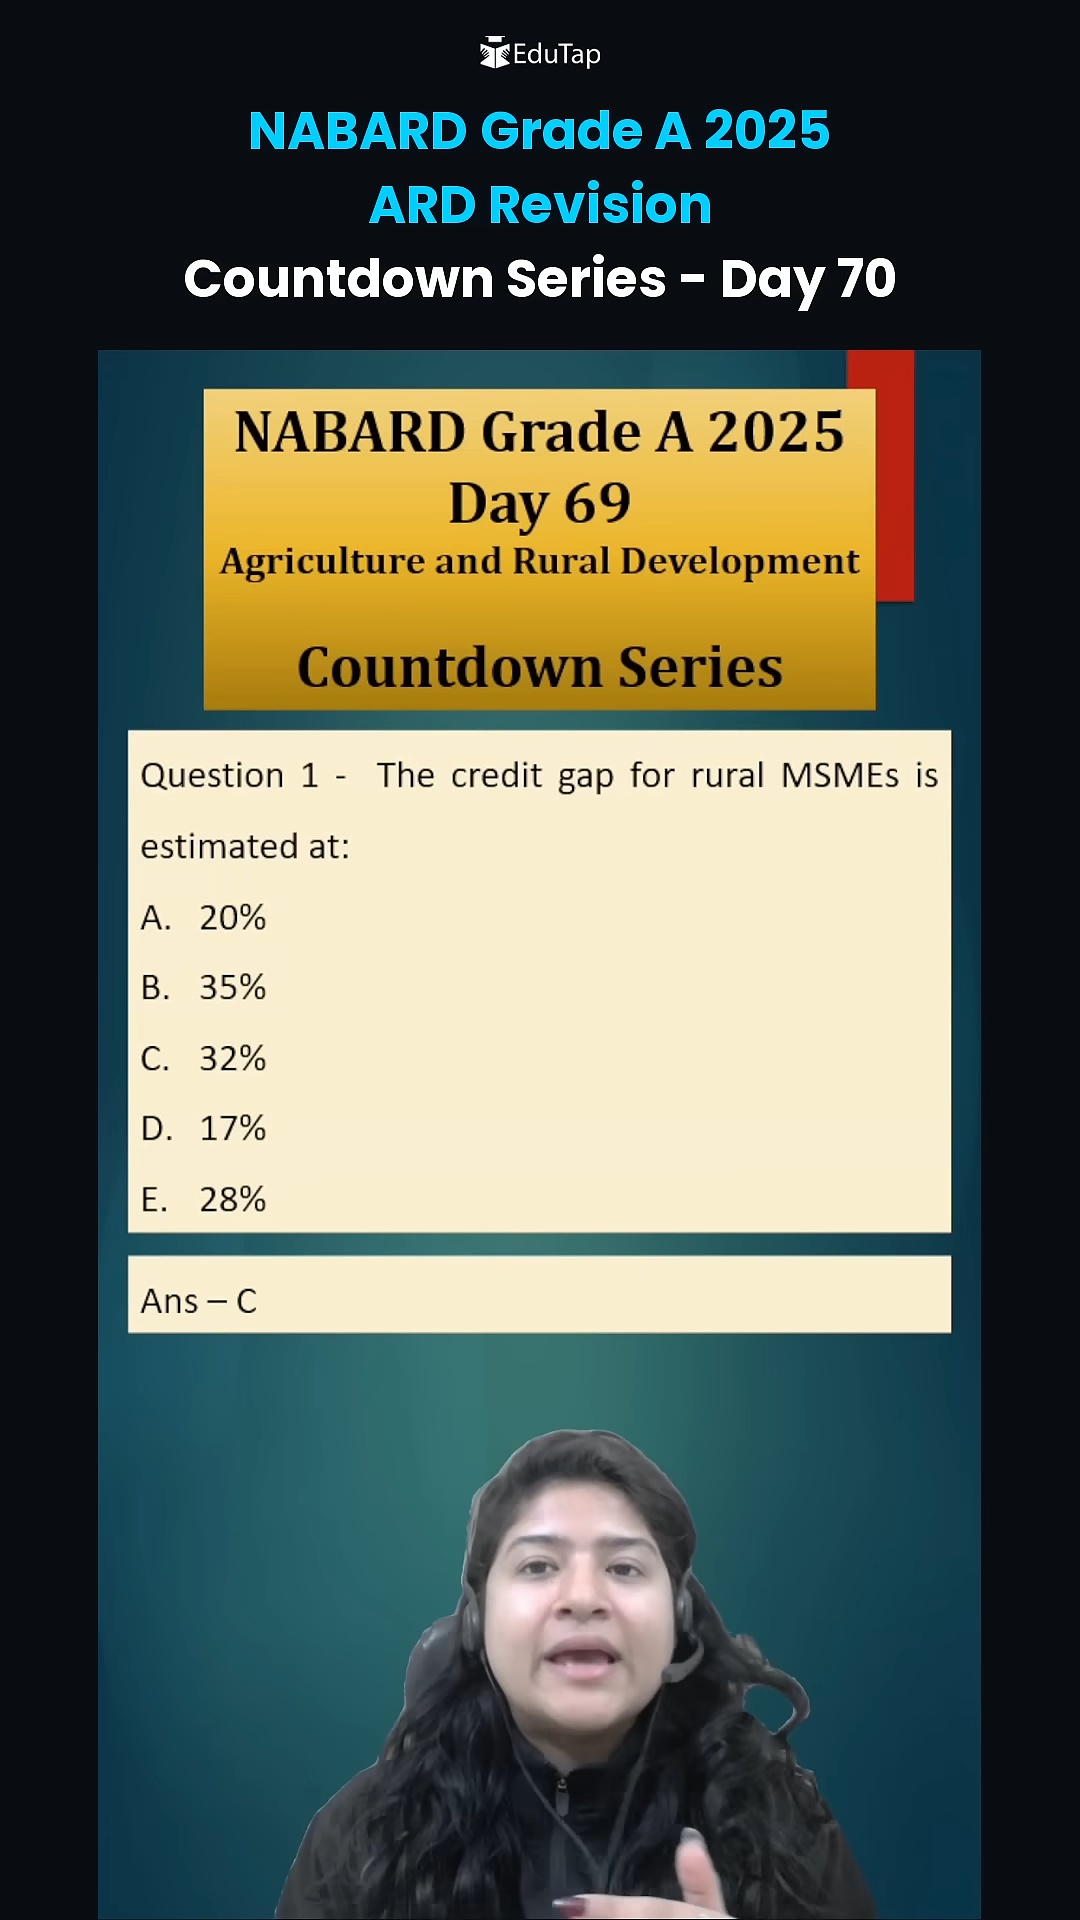 EduTap
NABARD Grade A 2025
ARD Revision
Countdown Series - Day 70
NABARD Grade A 2025
Day 69
Agriculture and Rural Development
Countdown Series
Question 1 - The credit gap for rural MSMEs is
estimated at:
A. 20%
B. 35%
C. 32%
D. 17%
E. 28%
Ans – C